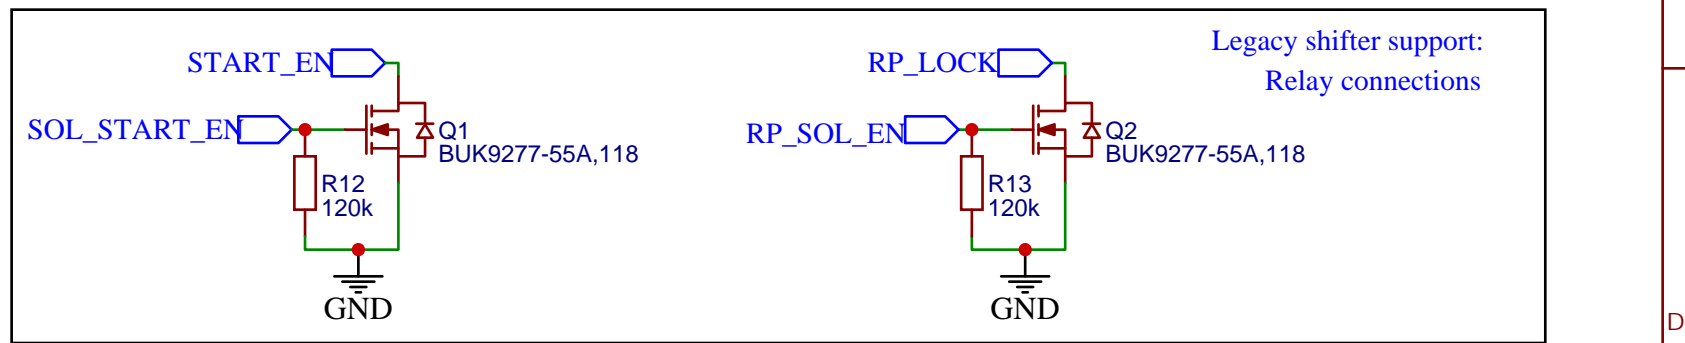 START_EN
SOL_START_EN
Q1
BUK9277-55A,118
R12
120k
GND
RP_LOCK
RP_SOL_EN
Q2
BUK9277-55A,118
R13
120k
GND
Legacy shifter support:
Relay connections
D